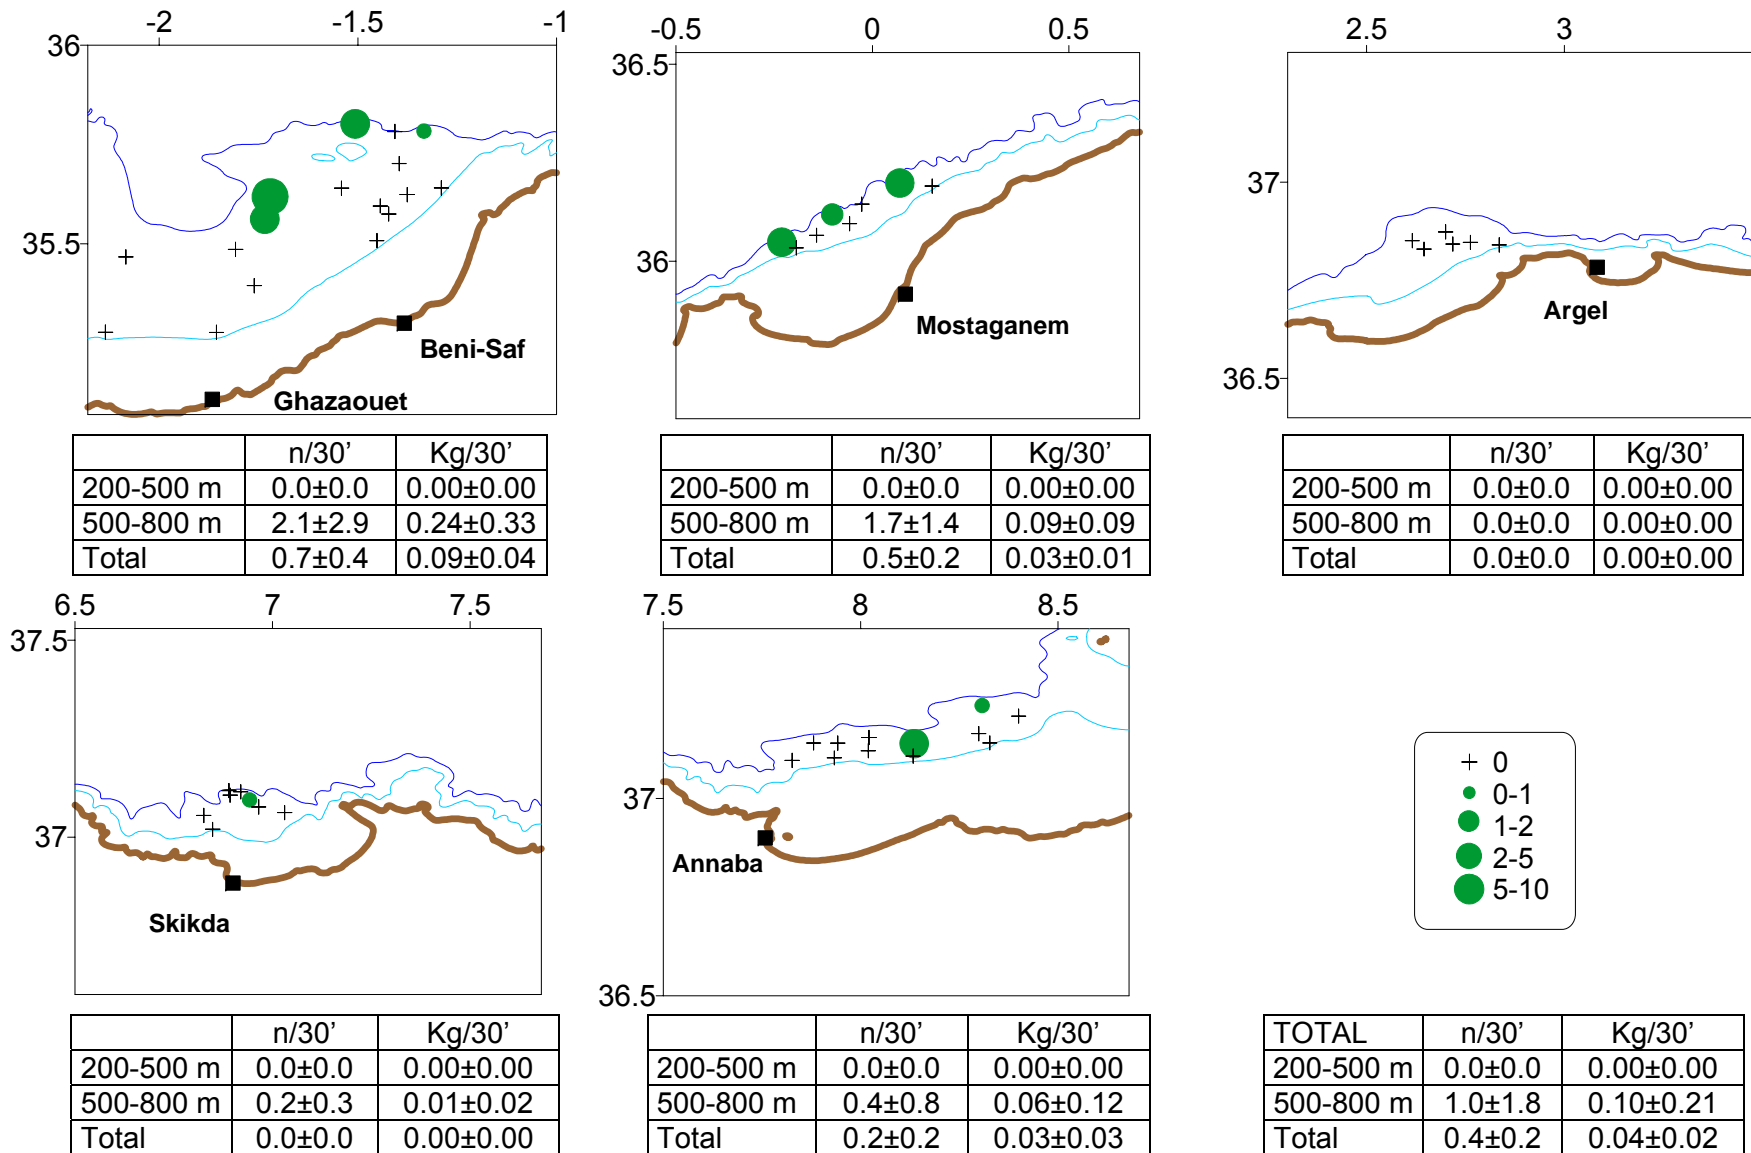 -2 -1.5 -1
36
35.5
Beni-Saf
Ghazaouet
-0.5 0 0.5
36.5
36
Mostaganem
2.5 3
37
36.5
Argel
n/30’ Kg/30’
200-500 m 0.0±0.0 0.00±0.00
500-800 m 2.1±2.9 0.24±0.33
Total 0.7±0.4 0.09±0.04
n/30’ Kg/30’
200-500 m 0.0±0.0 0.00±0.00
500-800 m 1.7±1.4 0.09±0.09
Total 0.5±0.2 0.03±0.01
n/30’ Kg/30’
200-500 m 0.0±0.0 0.00±0.00
500-800 m 0.0±0.0 0.00±0.00
Total 0.0±0.0 0.00±0.00
6.5 7 7.5
37.5
37
Skikda
7.5 8 8.5
37
36.5
Annaba
0
0-1
1-2
2-5
5-10
n/30’ Kg/30’
200-500 m 0.0±0.0 0.00±0.00
500-800 m 0.2±0.3 0.01±0.02
Total 0.0±0.0 0.00±0.00
n/30’ Kg/30’
200-500 m 0.0±0.0 0.00±0.00
500-800 m 0.4±0.8 0.06±0.12
Total 0.2±0.2 0.03±0.03
TOTAL n/30’ Kg/30’
200-500 m 0.0±0.0 0.00±0.00
500-800 m 1.0±1.8 0.10±0.21
Total 0.4±0.2 0.04±0.02